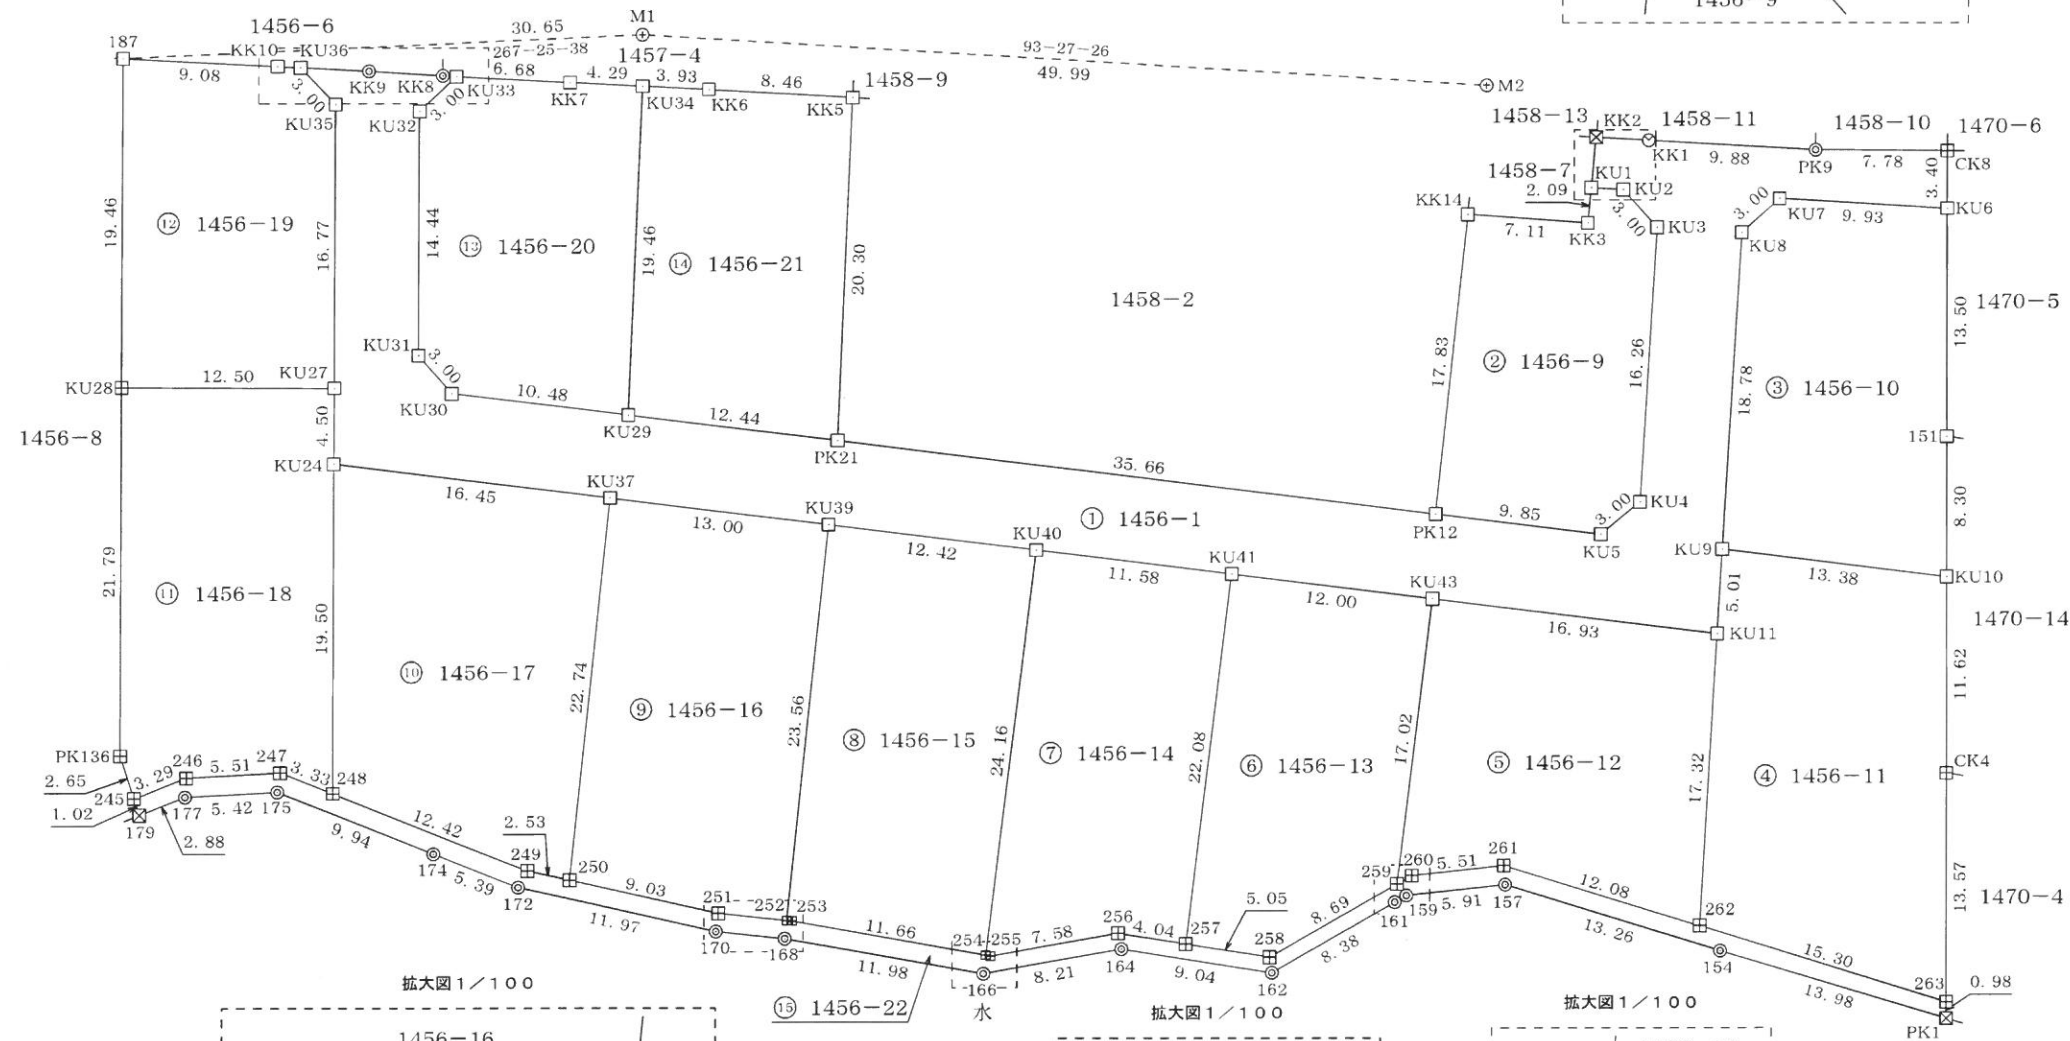 1456-9
187
1456-6
30.65
M1
93-27-26
49.99
M2
KK10
KU36
267-25-38
1457-4
9.08
3.00
KK9
KK8
KU33
6.68
4.29
3.93
8.46
1458-9
KK7
KU34
KK6
KK5
KU35
KU32
3.00
1458-13
KK2
1458-11
1458-10
1470-6
KK1
9.88
PK9
7.78
CK8
1458-7
KU1
2.09
KU2
3.40
KK14
7.11
KK3
3.00
KU3
3.00
KU7
9.93
KU6
KU8
19.46
⑫ 1456-19
16.77
14.44
⑬ 1456-20
19.46
⑭ 1456-21
20.30
1458-2
17.83
② 1456-9
16.26
18.78
③ 1456-10
13.50
1470-5
KU31
3.00
KU28
12.50
KU27
KU30
10.48
KU29
12.44
PK21
35.66
1456-8
4.50
KU24
16.45
KU37
13.00
KU39
12.42
① 1456-1
KU40
11.58
KU41
12.00
KU43
16.93
PK12
9.85
KU5
3.00
KU4
151
8.30
KU9
13.38
KU10
5.01
KU11
1470-14
21.79
⑪ 1456-18
19.50
⑩ 1456-17
22.74
⑨ 1456-16
23.56
⑧ 1456-15
24.16
⑦ 1456-14
22.08
⑥ 1456-13
17.02
⑤ 1456-12
17.32
④ 1456-11
11.62
CK4
13.57
1470-4
PK136
2.65
245
3.29
246
5.51
247
3.33
248
1.02
179
177
5.42
175
2.88
9.94
12.42
174
5.39
172
2.53
249
250
9.03
251
252
253
11.97
170
168
11.66
11.98
254
255
166
水
7.58
8.21
256
164
4.04
257
9.04
5.05
258
162
8.69
8.38
259
260
161
159
5.51
5.91
261
157
12.08
13.26
262
154
15.30
13.98
263
0.98
PK1
⑮ 1456-22
拡大図1/100
拡大図1/100
拡大図1/100
1456-16